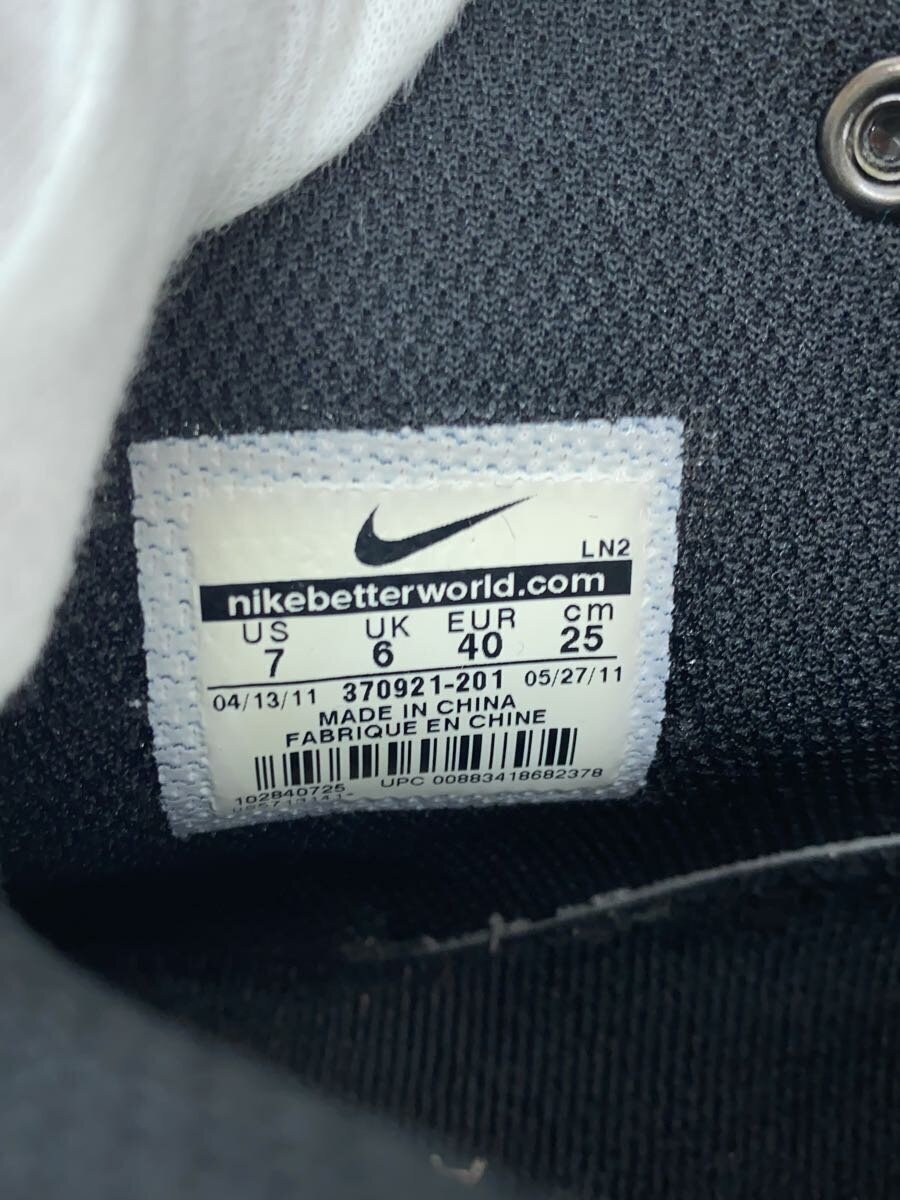 LN2
nikebetterworld.com
US UK EUR cm
7 6 40 25
04/13/11 370921-201 05/27/11
MADE IN CHINA
FABRIQUE EN CHINE
102840725 UPC 00883418682378